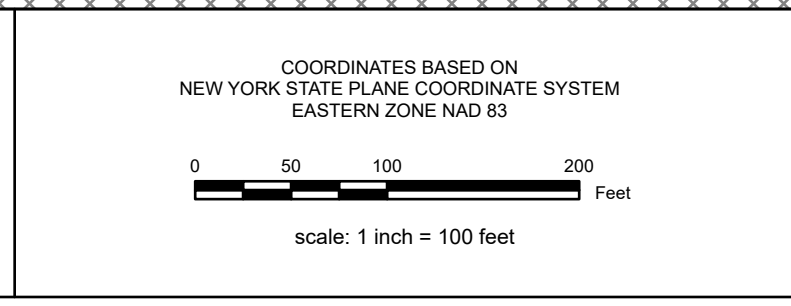 COORDINATES BASED ON
NEW YORK STATE PLANE COORDINATE SYSTEM
EASTERN ZONE NAD 83
0 50 100 200
Feet
scale: 1 inch = 100 feet